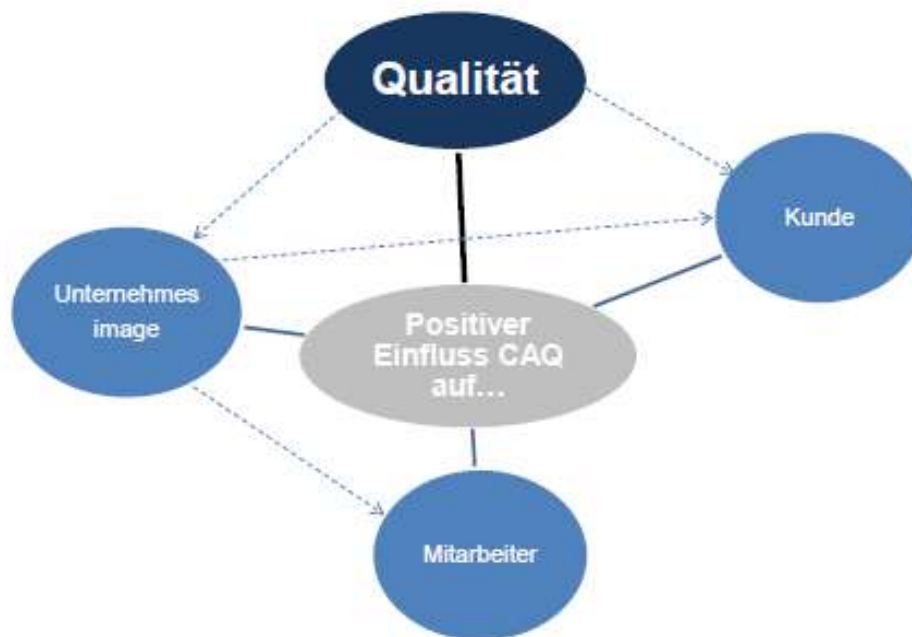 Qualität
Kunde
Unternehmes
image
Positiver
Einfluss CAQ
auf...
Mitarbeiter